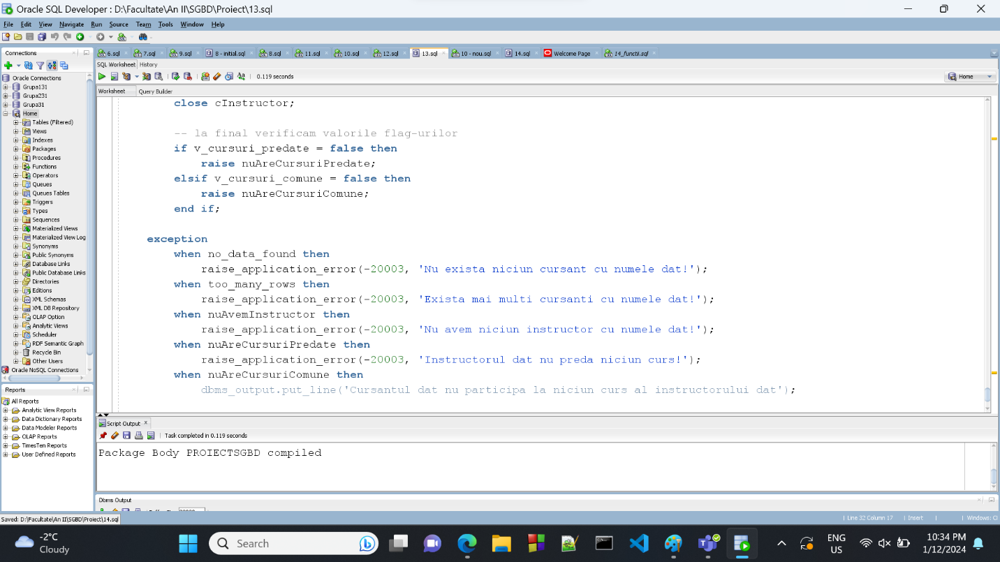 Oracle SQL Developer : D:\Facultate\An II\SGBD\Proiect\13.sql
File Edit View Navigate Run Source Team Tools Window Help
Connections
6.sql 7.sql 9.sql 8 - initial.sql 8.sql 11.sql 10.sql 12.sql 13.sql 10 - nou.sql 14.sql Welcome Page 14_functii.sql
SQL Worksheet History
0.119 seconds
Home
Worksheet Query Builder
Oracle Connections
Grupa131
Grupa231
Grupa31
Home
Tables (Filtered)
Views
Indexes
Packages
Procedures
Functions
Operators
Queues
Queues Tables
Triggers
Types
Sequences
Materialized Views
Materialized View Log
Synonyms
Public Synonyms
Database Links
Public Database Links
Directories
Editions
XML Schemas
XML DB Repository
OLAP Option
Analytic Views
Scheduler
RDF Semantic Graph
Recycle Bin
Other Users
Oracle NoSQL Connections
close cInstructor;
-- la final verificam valorile flag-urilor
if v_cursuri_predate = false then
raise nuAreCursuriPredate;
elsif v_cursuri_comune = false then
raise nuAreCursuriComune;
end if;
exception
when no_data_found then
raise_application_error(-20003, 'Nu exista niciun cursant cu numele dat!');
when too_many_rows then
raise_application_error(-20003, 'Exista mai multi cursanti cu numele dat!');
when nuAvemInstructor then
raise_application_error(-20003, 'Nu avem niciun instructor cu numele dat!');
when nuAreCursuriPredate then
raise_application_error(-20003, 'Instructorul dat nu preda niciun curs!');
when nuAreCursuriComune then
dbms_output.put_line('Cursantul dat nu participa la niciun curs al instructorului dat');
Reports
All Reports
Analytic View Reports
Data Dictionary Reports
Data Modeler Reports
OLAP Reports
TimesTen Reports
User Defined Reports
Script Output
Task completed in 0.119 seconds
Package Body PROIECTSGBD compiled
Dbms Output
Saved: D:\Facultate\An II\SGBD\Proiect\14.sql
Line 32 Column 17 Insert Windows: Cl
-2°C
Cloudy
Search
ENG
US
10:34 PM
1/12/2024